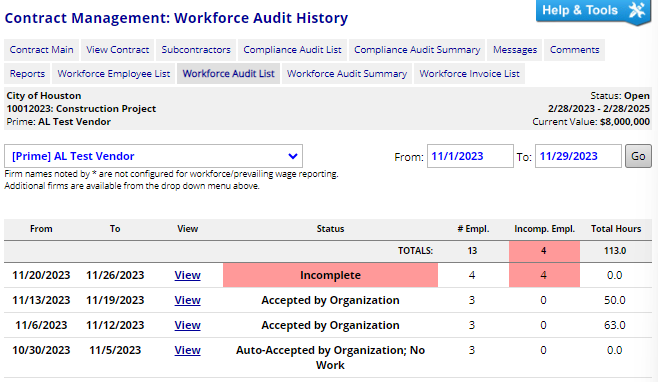 Contract Management: Workforce Audit History
Help & Tools
Contract Main View Contract Subcontractors Compliance Audit List Compliance Audit Summary Messages Comments
Reports Workforce Employee List Workforce Audit List Workforce Audit Summary Workforce Invoice List
City of Houston Status: Open
10012023: Construction Project 2/28/2023 - 2/28/2025
Prime: AL Test Vendor Current Value: $8,000,000
[Prime] AL Test Vendor From: 11/1/2023 To: 11/29/2023 Go
Firm names noted by * are not configured for workforce/prevailing wage reporting.
Additional firms are available from the drop down menu above.
From To View Status # Empl. Incomp. Empl. Total Hours
TOTALS: 13 4 113.0
11/20/2023 11/26/2023 View Incomplete 4 4 0.0
11/13/2023 11/19/2023 View Accepted by Organization 3 0 50.0
11/6/2023 11/12/2023 View Accepted by Organization 3 0 63.0
10/30/2023 11/5/2023 View Auto-Accepted by Organization; No 3 0 0.0
Work